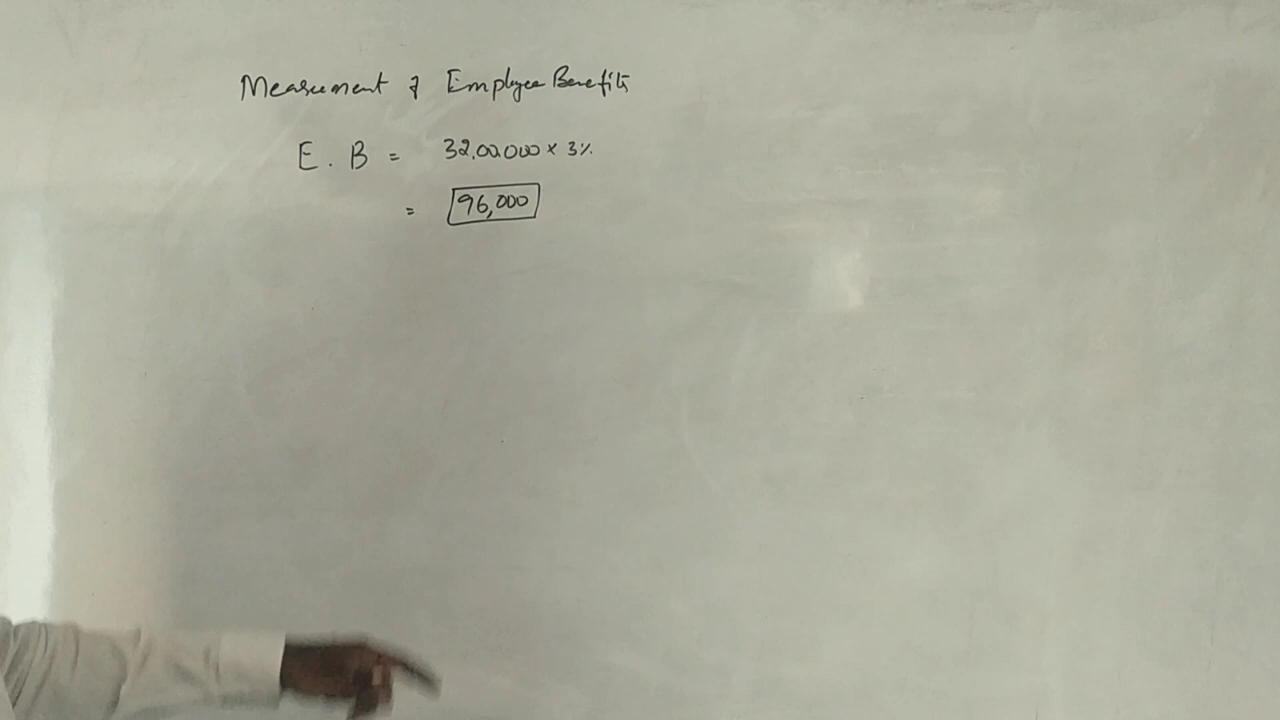 Measurement of Employee Benefits
E.B = 32,00,000 × 3%
= 96,000